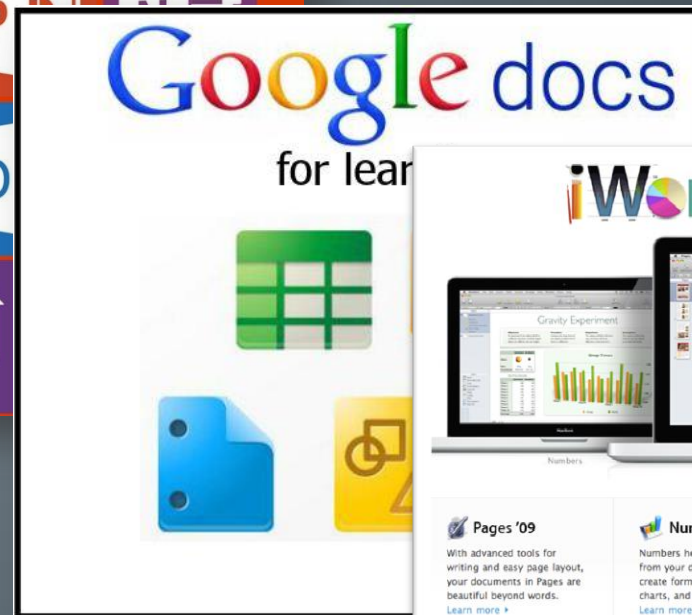 Google docs
for lear
iWor
Gravity Experiment
MacBook
Numbers
Pages '09
With advanced tools for
writing and easy page layout,
your documents in Pages are
beautiful beyond words.
Learn more
Nu
Numbers he
from your d
create form
charts, and
Learn more